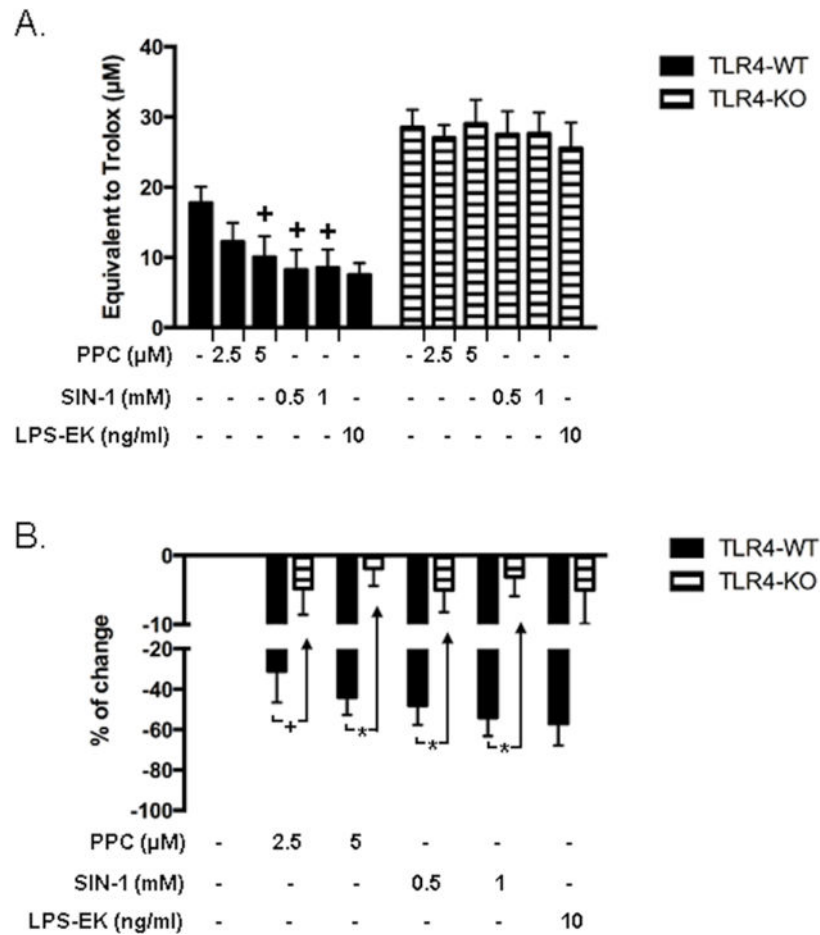 A.
Equivalent to Trolox (µM)
40
30
20
10
0
+ + +
TLR4-WT
TLR4-KO
PPC (µM) - 2.5 5 - - - - 2.5 5 - - -
SIN-1 (mM) - - - 0.5 1 - - - - 0.5 1 -
LPS-EK (ng/ml) - - - - - 10 - - - - - 10
B.
% of change
0
-10
-20
-40
-60
-80
-100
+ * * *
TLR4-WT
TLR4-KO
PPC (µM) - 2.5 5 - - -
SIN-1 (mM) - - - 0.5 1 -
LPS-EK (ng/ml) - - - - - 10